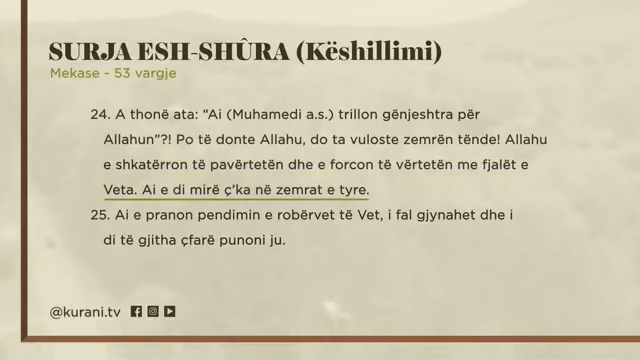 SURJA ESH-SHÛRA (Këshillimi)
Mekase - 53 vargje
24. A thonë ata: “Ai (Muhamedi a.s.) trillon gënjeshtra për
Allahun”?! Po të donte Allahu, do ta vuloste zemrën tënde! Allahu
e shkatërron të pavërtetën dhe e forcon të vërtetën me fjalët e
Veta. Ai e di mirë ç’ka në zemrat e tyre.
25. Ai e pranon pendimin e robërvet të Vet, i fal gjynahet dhe i
di të gjitha çfarë punoni ju.
@kurani.tv